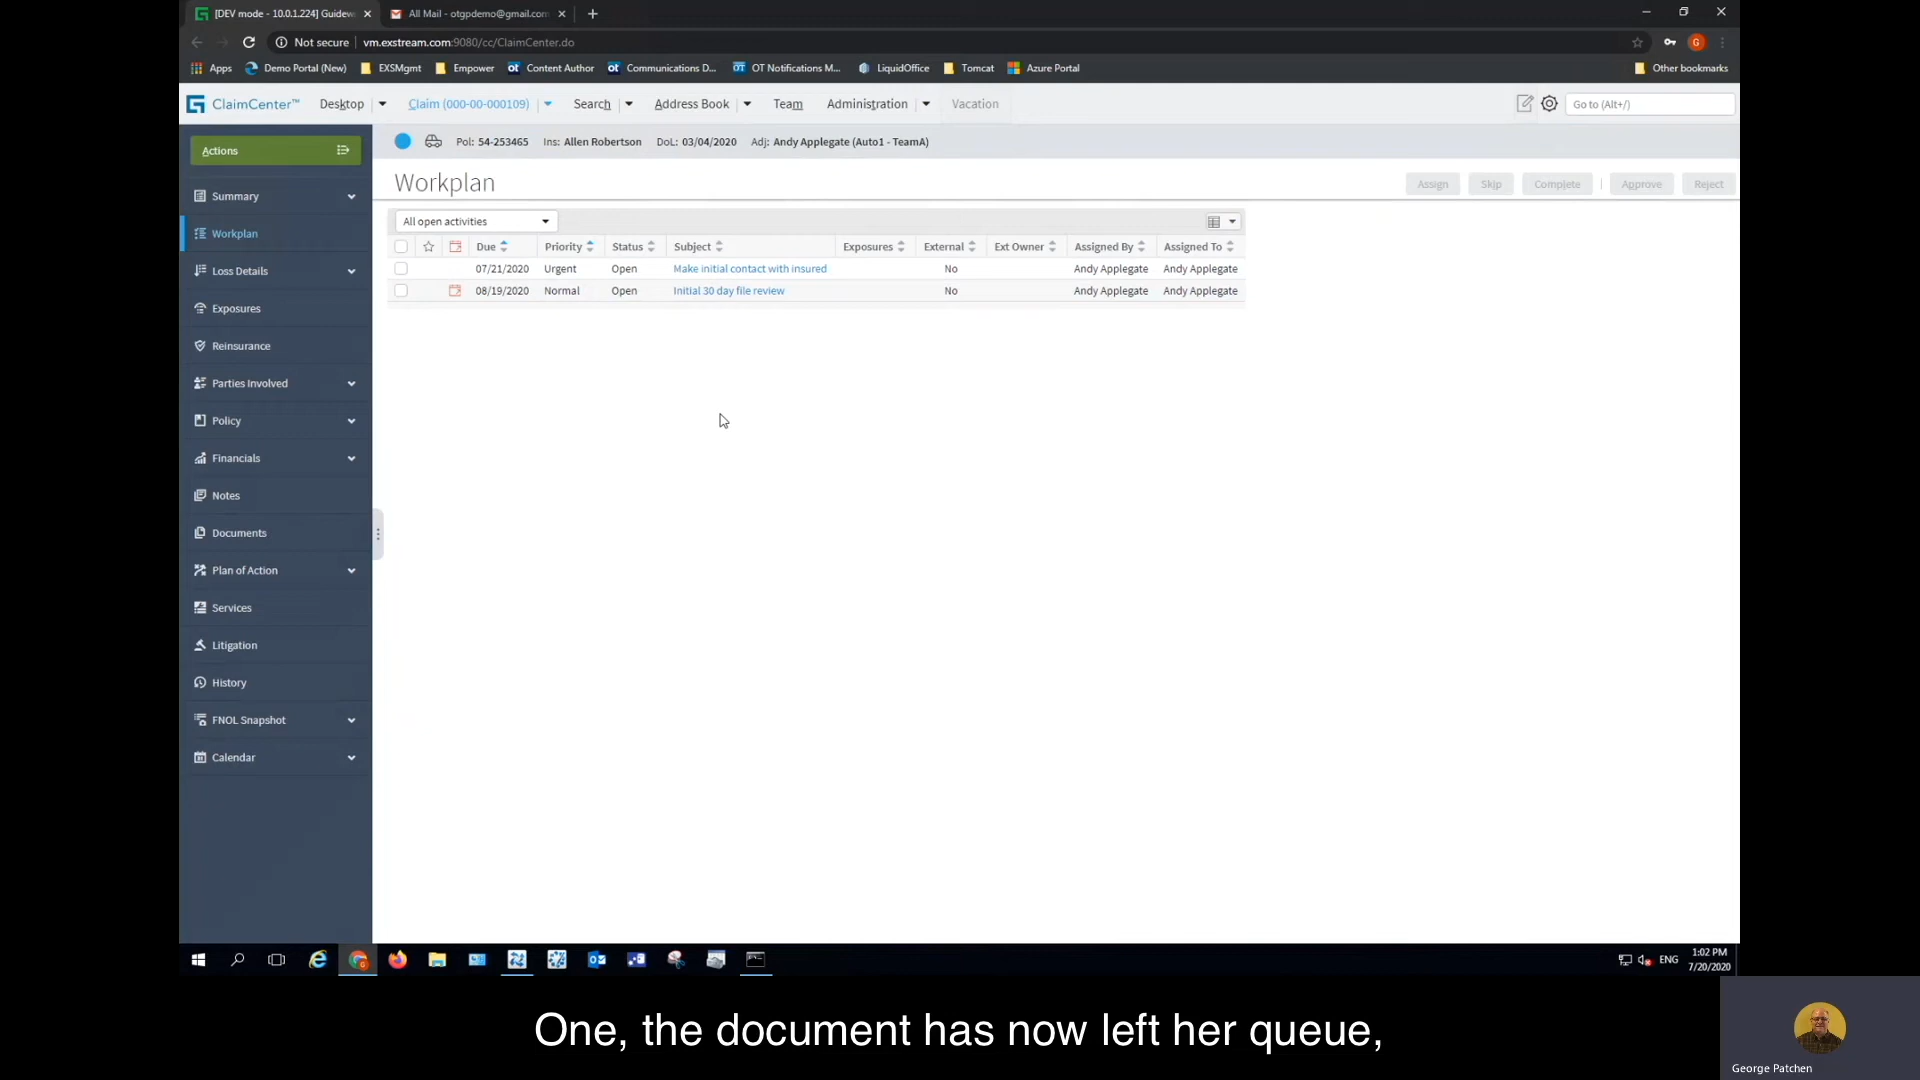 [DEV mode - 10.0.1.224] Guidew
All Mail - otgpdemo@gmail.com
Not secure vm.exstream.com:9080/cc/ClaimCenter.do
Apps Demo Portal (New) EXSMgmt Empower Content Author Communications D... OT Notifications M... LiquidOffice Tomcat Azure Portal Other bookmarks
ClaimCenter™ Desktop Claim (000-00-000109) Search Address Book Team Administration Vacation Go to (Alt+/)
Actions
Pol: 54-253465 Ins: Allen Robertson DoL: 03/04/2020 Adj: Andy Applegate (Auto1 - TeamA)
Workplan
Assign Skip Complete Approve Reject
Summary
Workplan
Loss Details
Exposures
Reinsurance
Parties Involved
Policy
Financials
Notes
Documents
Plan of Action
Services
Litigation
History
FNOL Snapshot
Calendar
All open activities
Due Priority Status Subject Exposures External Ext Owner Assigned By Assigned To
07/21/2020 Urgent Open Make initial contact with insured No Andy Applegate Andy Applegate
08/19/2020 Normal Open Initial 30 day file review No Andy Applegate Andy Applegate
ENG
1:02 PM
7/20/2020
One, the document has now left her queue,
George Patchen